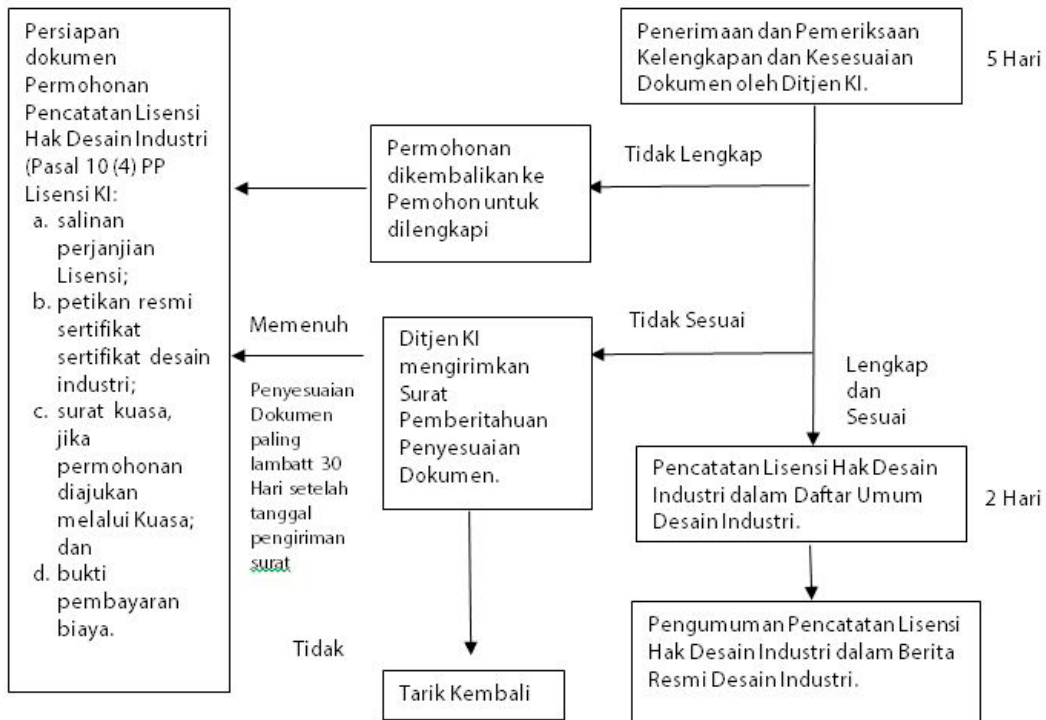 Persiapan
dokumen
Permohonan
Pencatatan Lisensi
Hak Desain Industri
(Pasal 10 (4) PP
Lisensi KI:
a. salinan
perjanjian
Lisensi;
b. petikan resmi
sertifikat
sertifikat desain
industri;
c. surat kuasa,
jika
permohonan
diajukan
melalui Kuasa;
dan
d. bukti
pembayaran
biaya.
Penerimaan dan Pemeriksaan
Kelengkapan dan Kesesuaian
Dokumen oleh Ditjen KI.
5 Hari
Permohonan
dikembalikan ke
Pemohon untuk
dilengkapi
Tidak Lengkap
Memenuh
Penyesuaian
Dokumen
paling
lambatt 30
Hari setelah
tanggal
pengiriman
surat
Ditjen KI
mengirimkan
Surat
Pemberitahuan
Penyesuaian
Dokumen.
Tidak Sesuai
Lengkap
dan
Sesuai
Pencatatan Lisensi Hak Desain
Industri dalam Daftar Umum
Desain Industri.
2 Hari
Tidak
Tarik Kembali
Pengumuman Pencatatan Lisensi
Hak Desain Industri dalam Berita
Resmi Desain Industri.